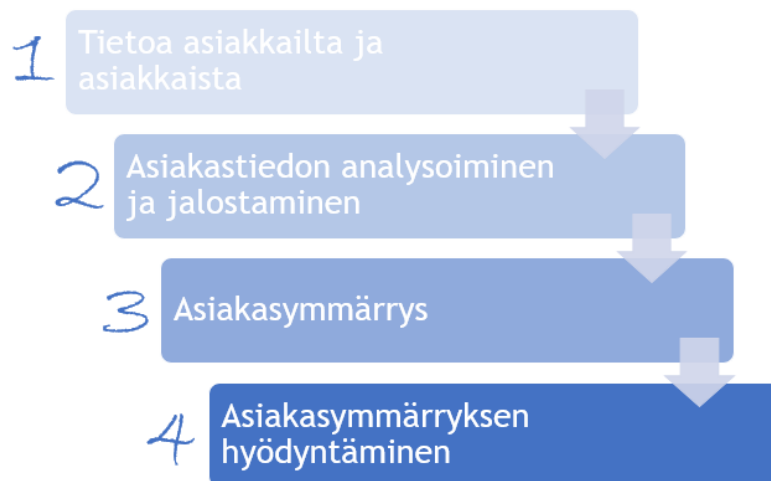 1
Tietoa asiakkailta ja
asiakkaista
2
Asiakastiedon analysoiminen
ja jalostaminen
3
Asiakasymmärrys
4
Asiakasymmärryksen
hyödyntäminen